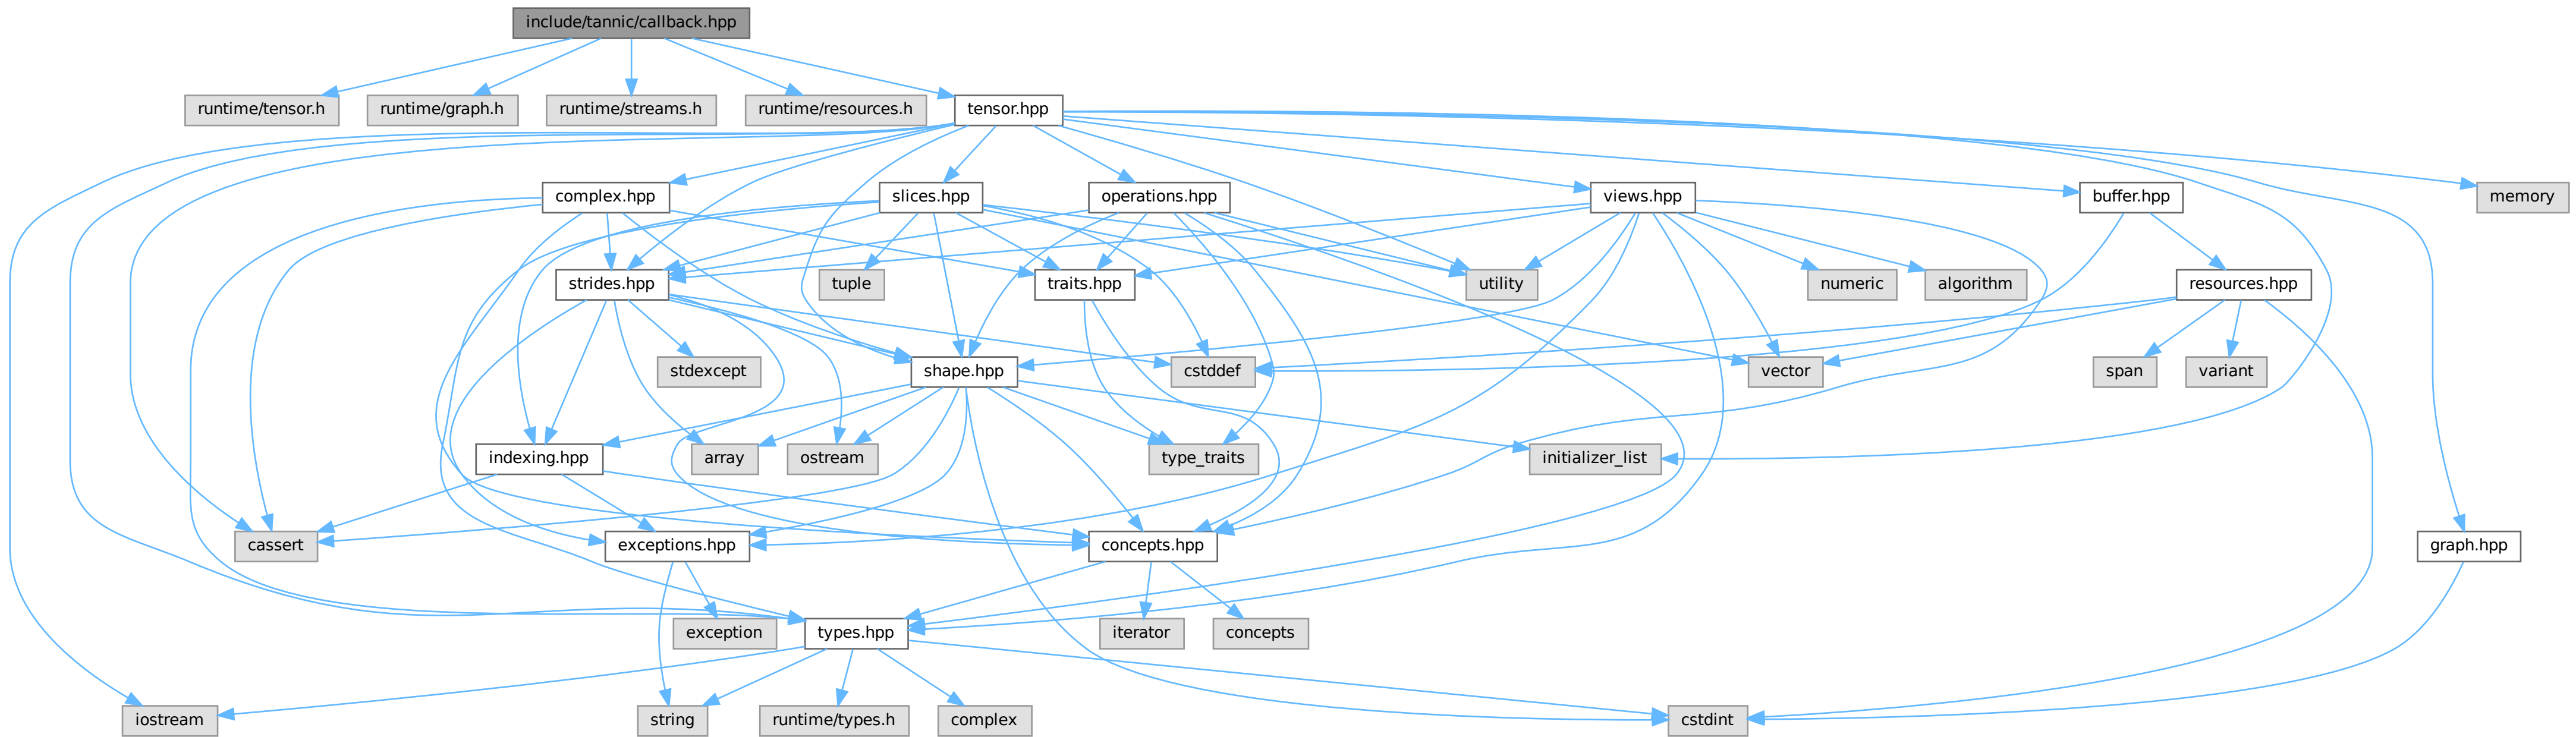 include/tannic/callback.hpp
runtime/tensor.h
runtime/graph.h
runtime/streams.h
runtime/resources.h
tensor.hpp
complex.hpp
slices.hpp
operations.hpp
views.hpp
buffer.hpp
memory
strides.hpp
tuple
traits.hpp
utility
numeric
algorithm
resources.hpp
stdexcept
shape.hpp
cstddef
vector
span
variant
indexing.hpp
array
ostream
type_traits
initializer_list
cassert
exceptions.hpp
concepts.hpp
graph.hpp
exception
types.hpp
iterator
concepts
iostream
string
runtime/types.h
complex
cstdint